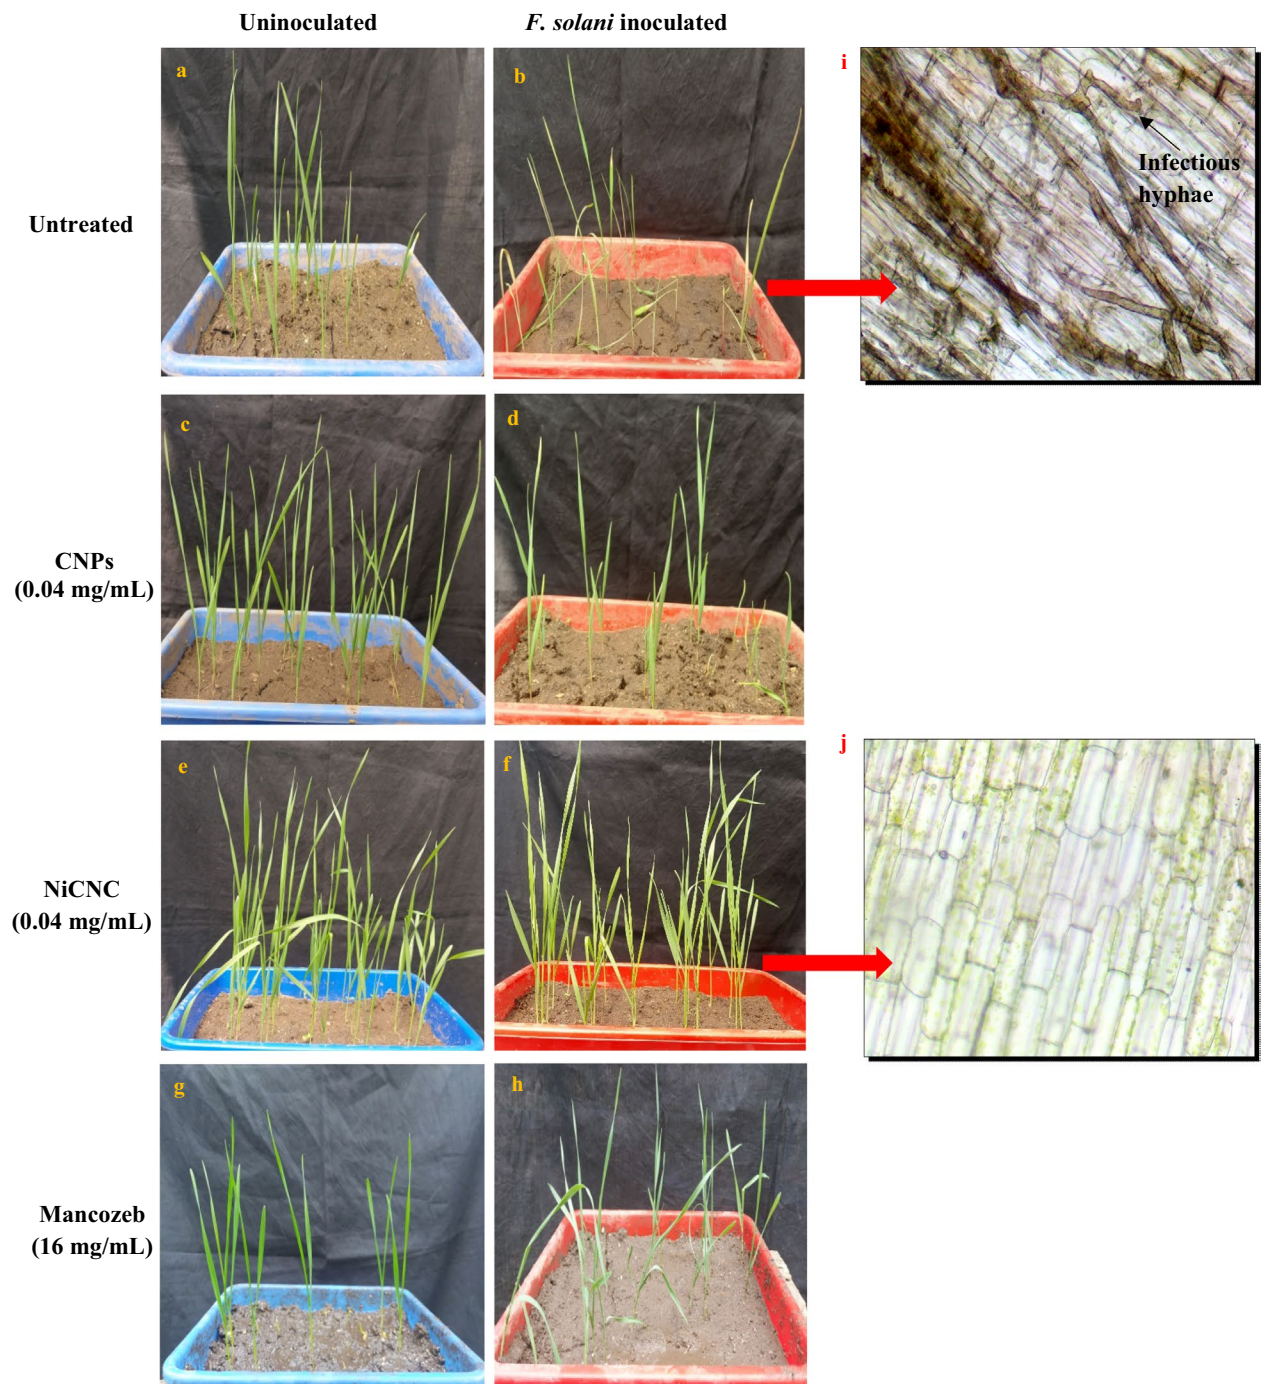 Uninoculated
F. solani inoculated
a
b
i
Infectious
hyphae
Untreated
c
d
CNPs
(0.04 mg/mL)
e
f
j
NiCNC
(0.04 mg/mL)
g
h
Mancozeb
(16 mg/mL)